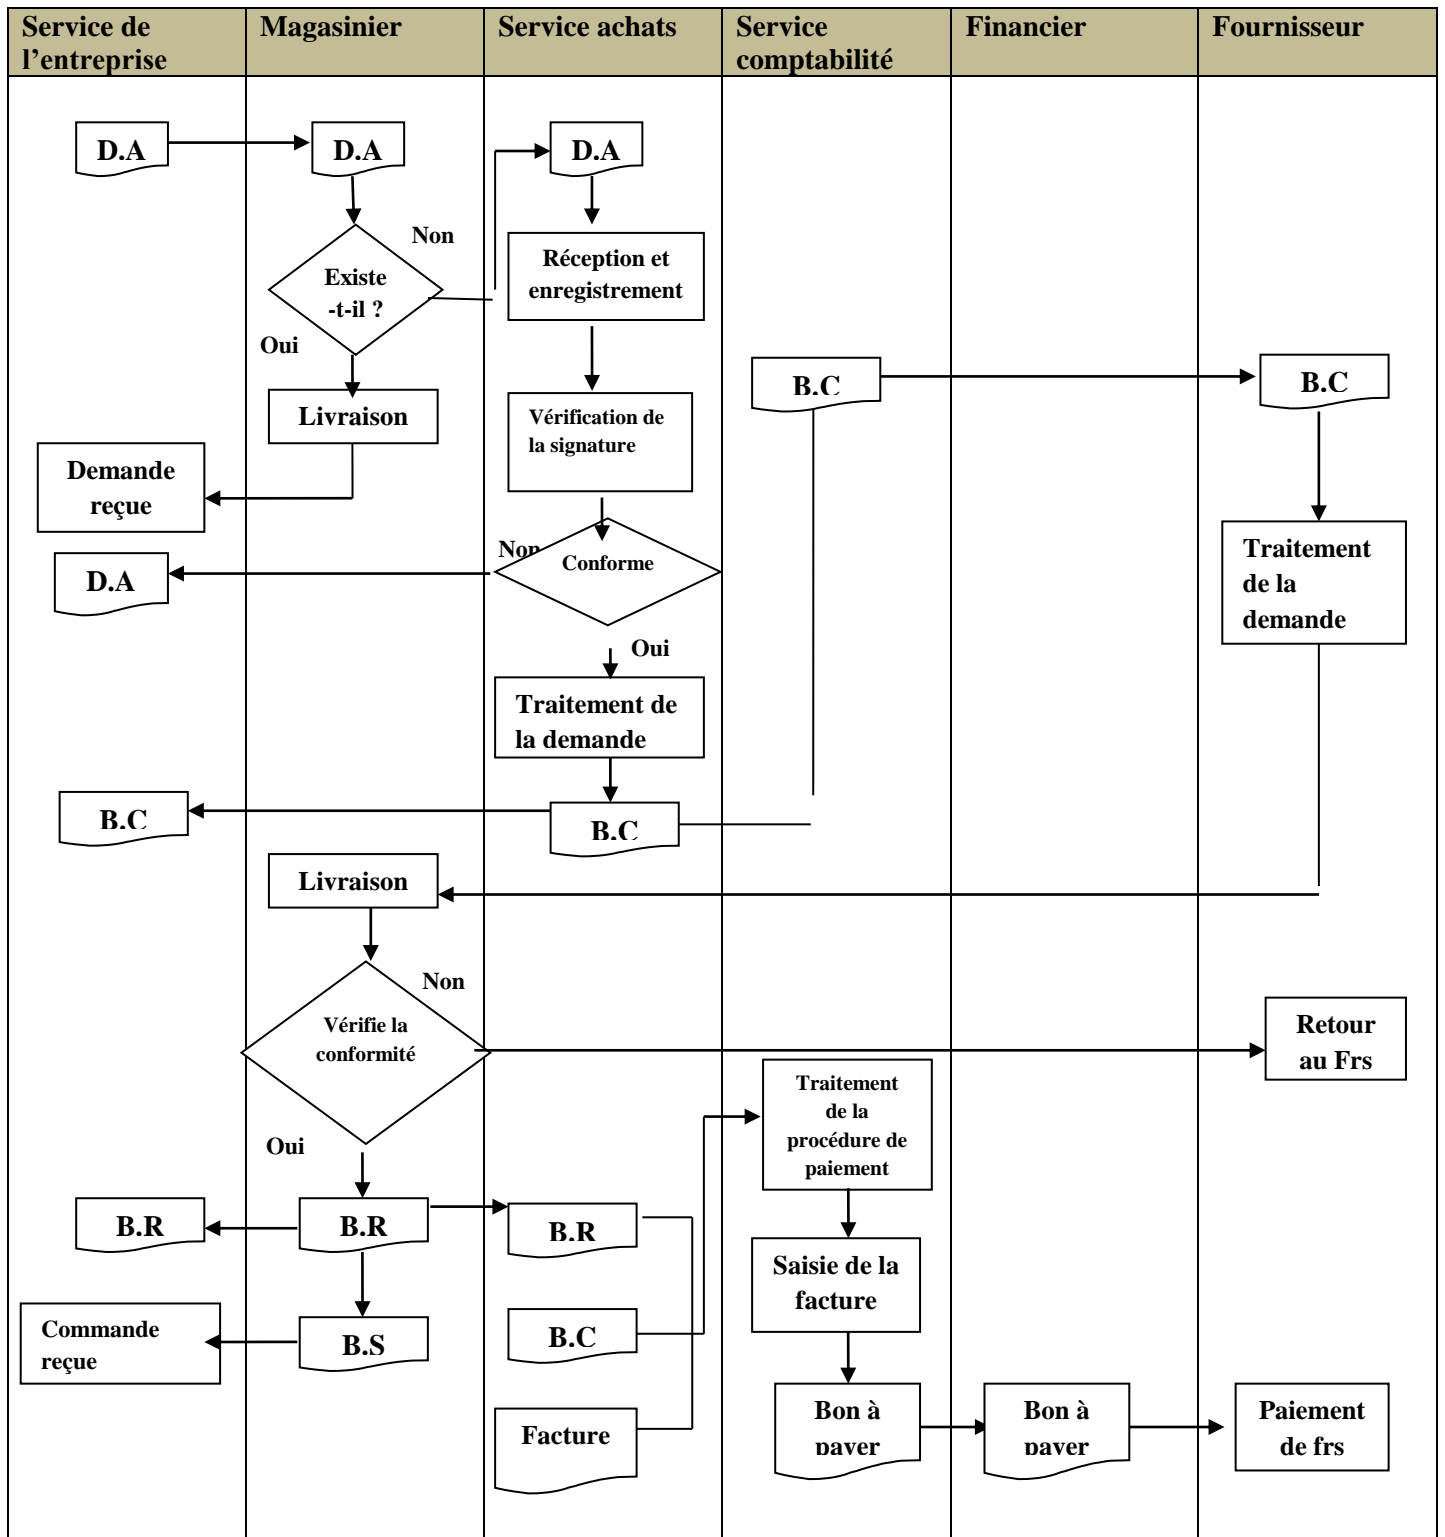 Service de
l’entreprise
Magasinier
Service achats
Service
comptabilité
Financier
Fournisseur
D.A
D.A
D.A
Non
Existe
-t-il ?
Oui
Réception et
enregistrement
Livraison
Vérification de
la signature
B.C
B.C
Demande
reçue
Non
Conforme
D.A
Traitement
de la
demande
Oui
Traitement de
la demande
B.C
B.C
Livraison
Non
Vérifie la
conformité
Retour
au Frs
Traitement
de la
procédure de
paiement
Oui
B.R
B.R
B.R
Saisie de la
facture
Commande
reçue
B.S
B.C
Facture
Bon à
payer
Bon à
payer
Paiement
de frs